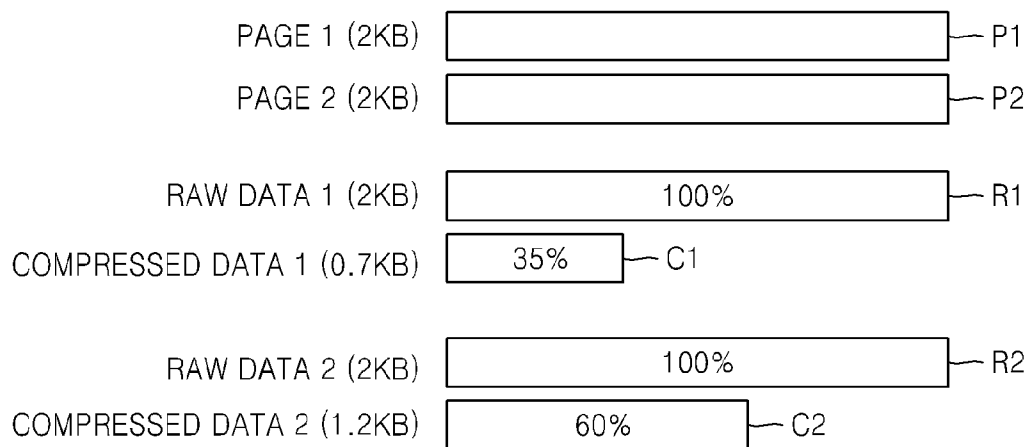 PAGE 1 (2KB) P1
PAGE 2 (2KB) P2
RAW DATA 1 (2KB) 100% R1
COMPRESSED DATA 1 (0.7KB) 35% C1
RAW DATA 2 (2KB) 100% R2
COMPRESSED DATA 2 (1.2KB) 60% C2